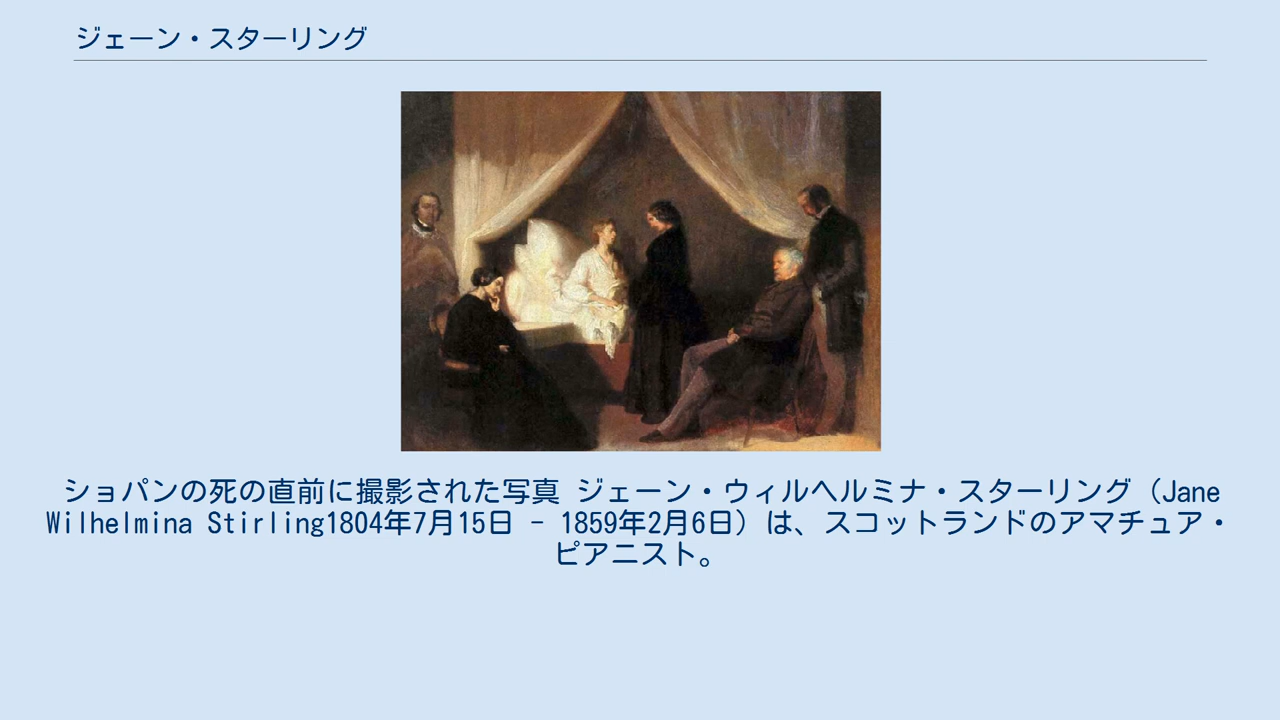 ジェーン・スターリング
ショパンの死の直前に撮影された写真 ジェーン・ウィルヘルミナ・スターリング（Jane
Wilhelmina Stirling1804年7月15日 - 1859年2月6日）は、スコットランドのアマチュア・
ピアニスト。